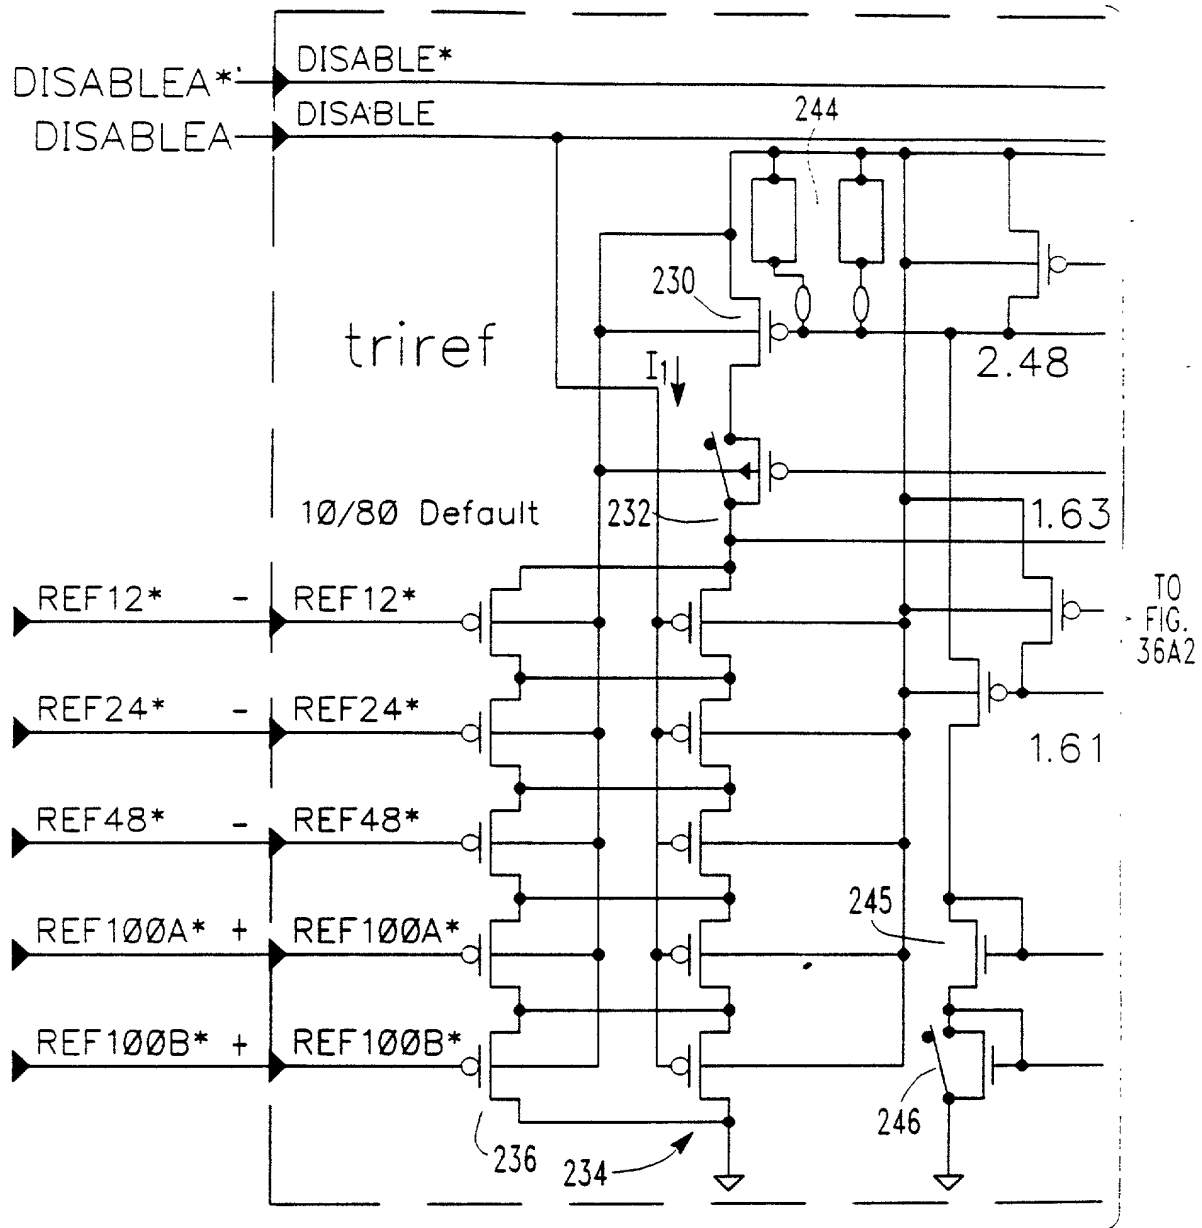 DISABLEA*
DISABLE*
DISABLEA
DISABLE
244
230
triref
I1
2.48
10/80 Default
232
1.63
REF12* -
REF12*
TO
FIG.
36A2
REF24* -
REF24*
1.61
REF48* -
REF48*
245
REF100A* +
REF100A*
REF100B* +
REF100B*
246
236
234